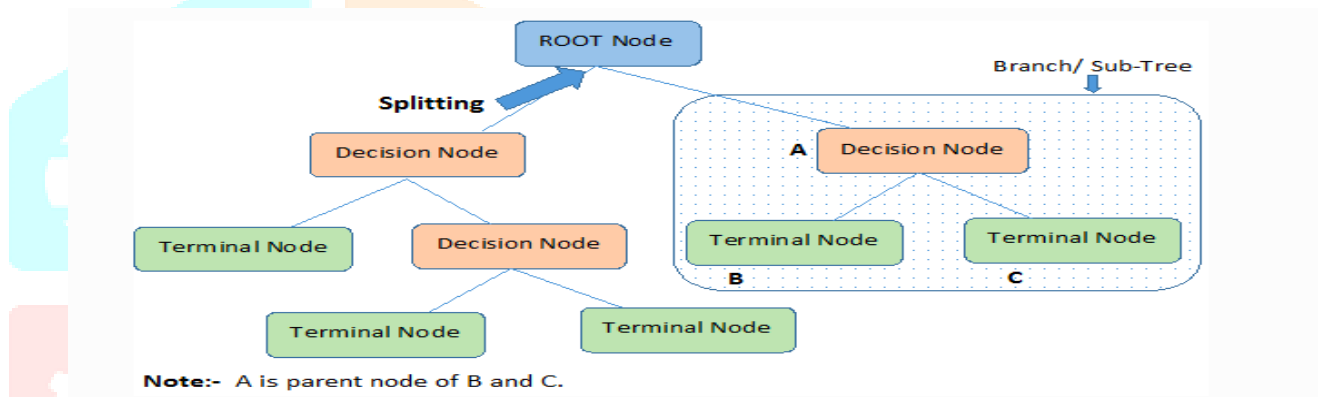 ROOT Node
Branch/ Sub-Tree
Splitting
Decision Node
A Decision Node
Terminal Node
Decision Node
Terminal Node
Terminal Node
B
C
Terminal Node
Terminal Node
Note:- A is parent node of B and C.